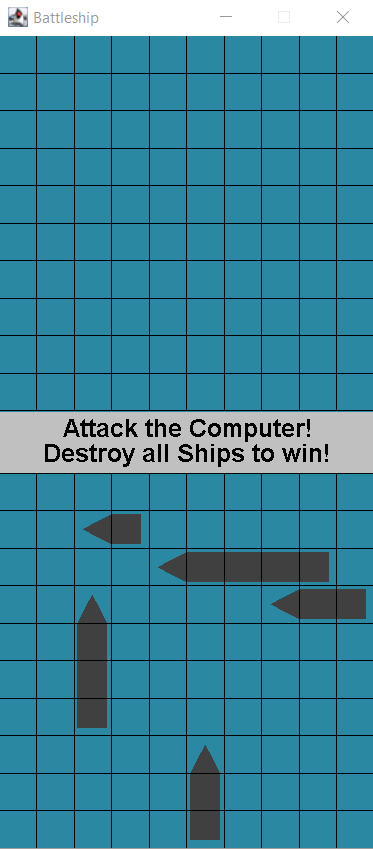 Battleship
Attack the Computer!
Destroy all Ships to win!